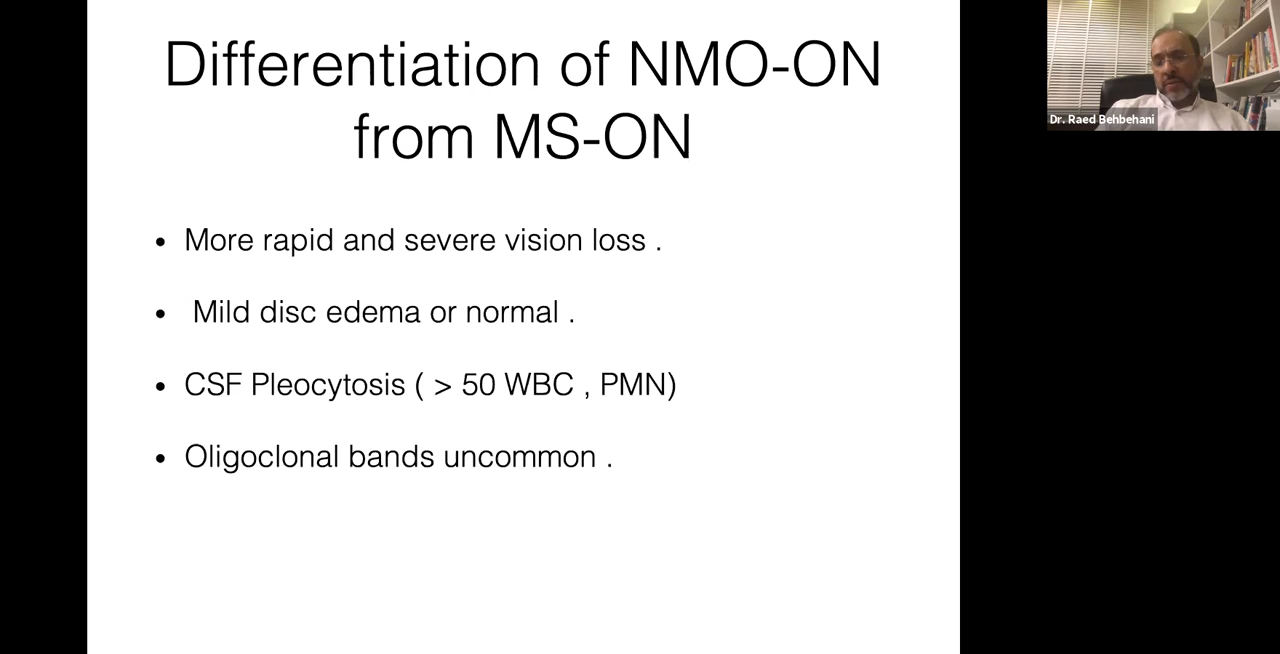 Differentiation of NMO-ON
from MS-ON
• More rapid and severe vision loss .
• Mild disc edema or normal .
• CSF Pleocytosis ( > 50 WBC , PMN)
• Oligoclonal bands uncommon .
Dr. Raed Behbehani